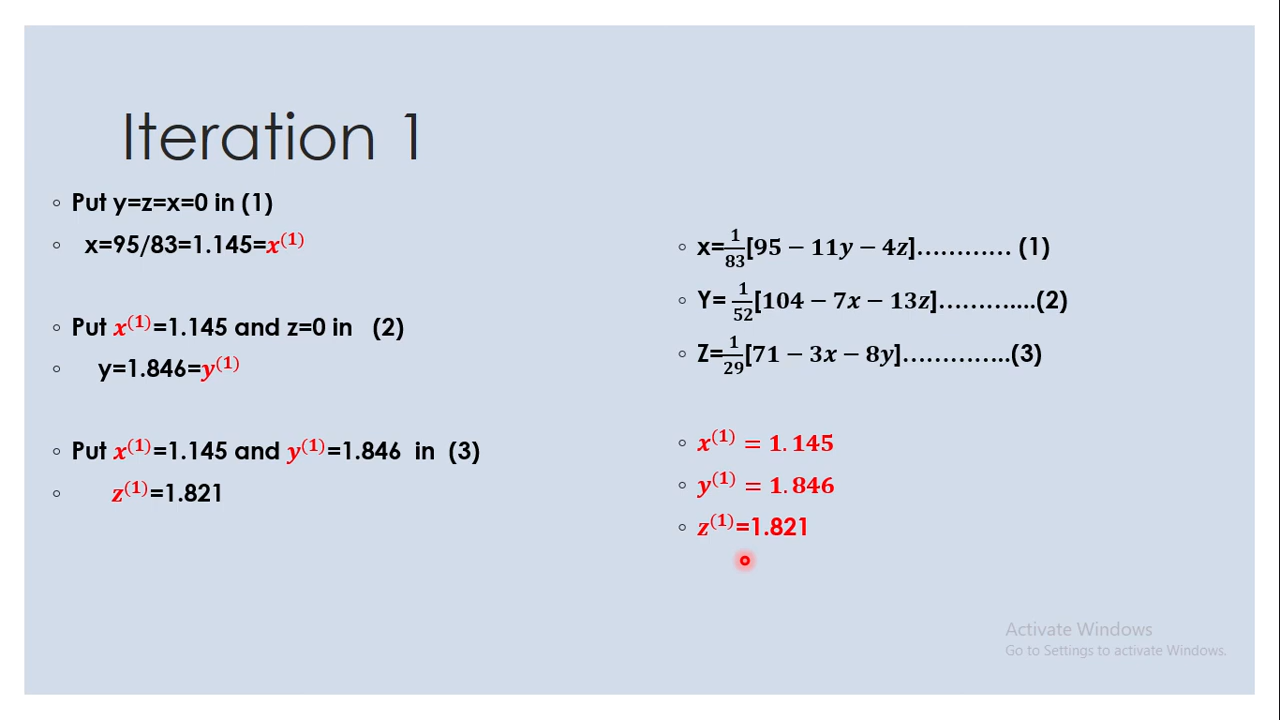 Iteration 1
◦ Put y=z=x=0 in (1)
◦ x=95/83=1.145=x⁽¹⁾
◦ Put x⁽¹⁾=1.145 and z=0 in (2)
◦ y=1.846=y⁽¹⁾
◦ Put x⁽¹⁾=1.145 and y⁽¹⁾=1.846 in (3)
◦ z⁽¹⁾=1.821
◦ x=1/83[95 − 11y − 4z]………… (1)
◦ Y= 1/52[104 − 7x − 13z]………....(2)
◦ Z=1/29[71 − 3x − 8y]…………..(3)
◦ x⁽¹⁾ = 1.145
◦ y⁽¹⁾ = 1.846
◦ z⁽¹⁾=1.821
Activate Windows
Go to Settings to activate Windows.